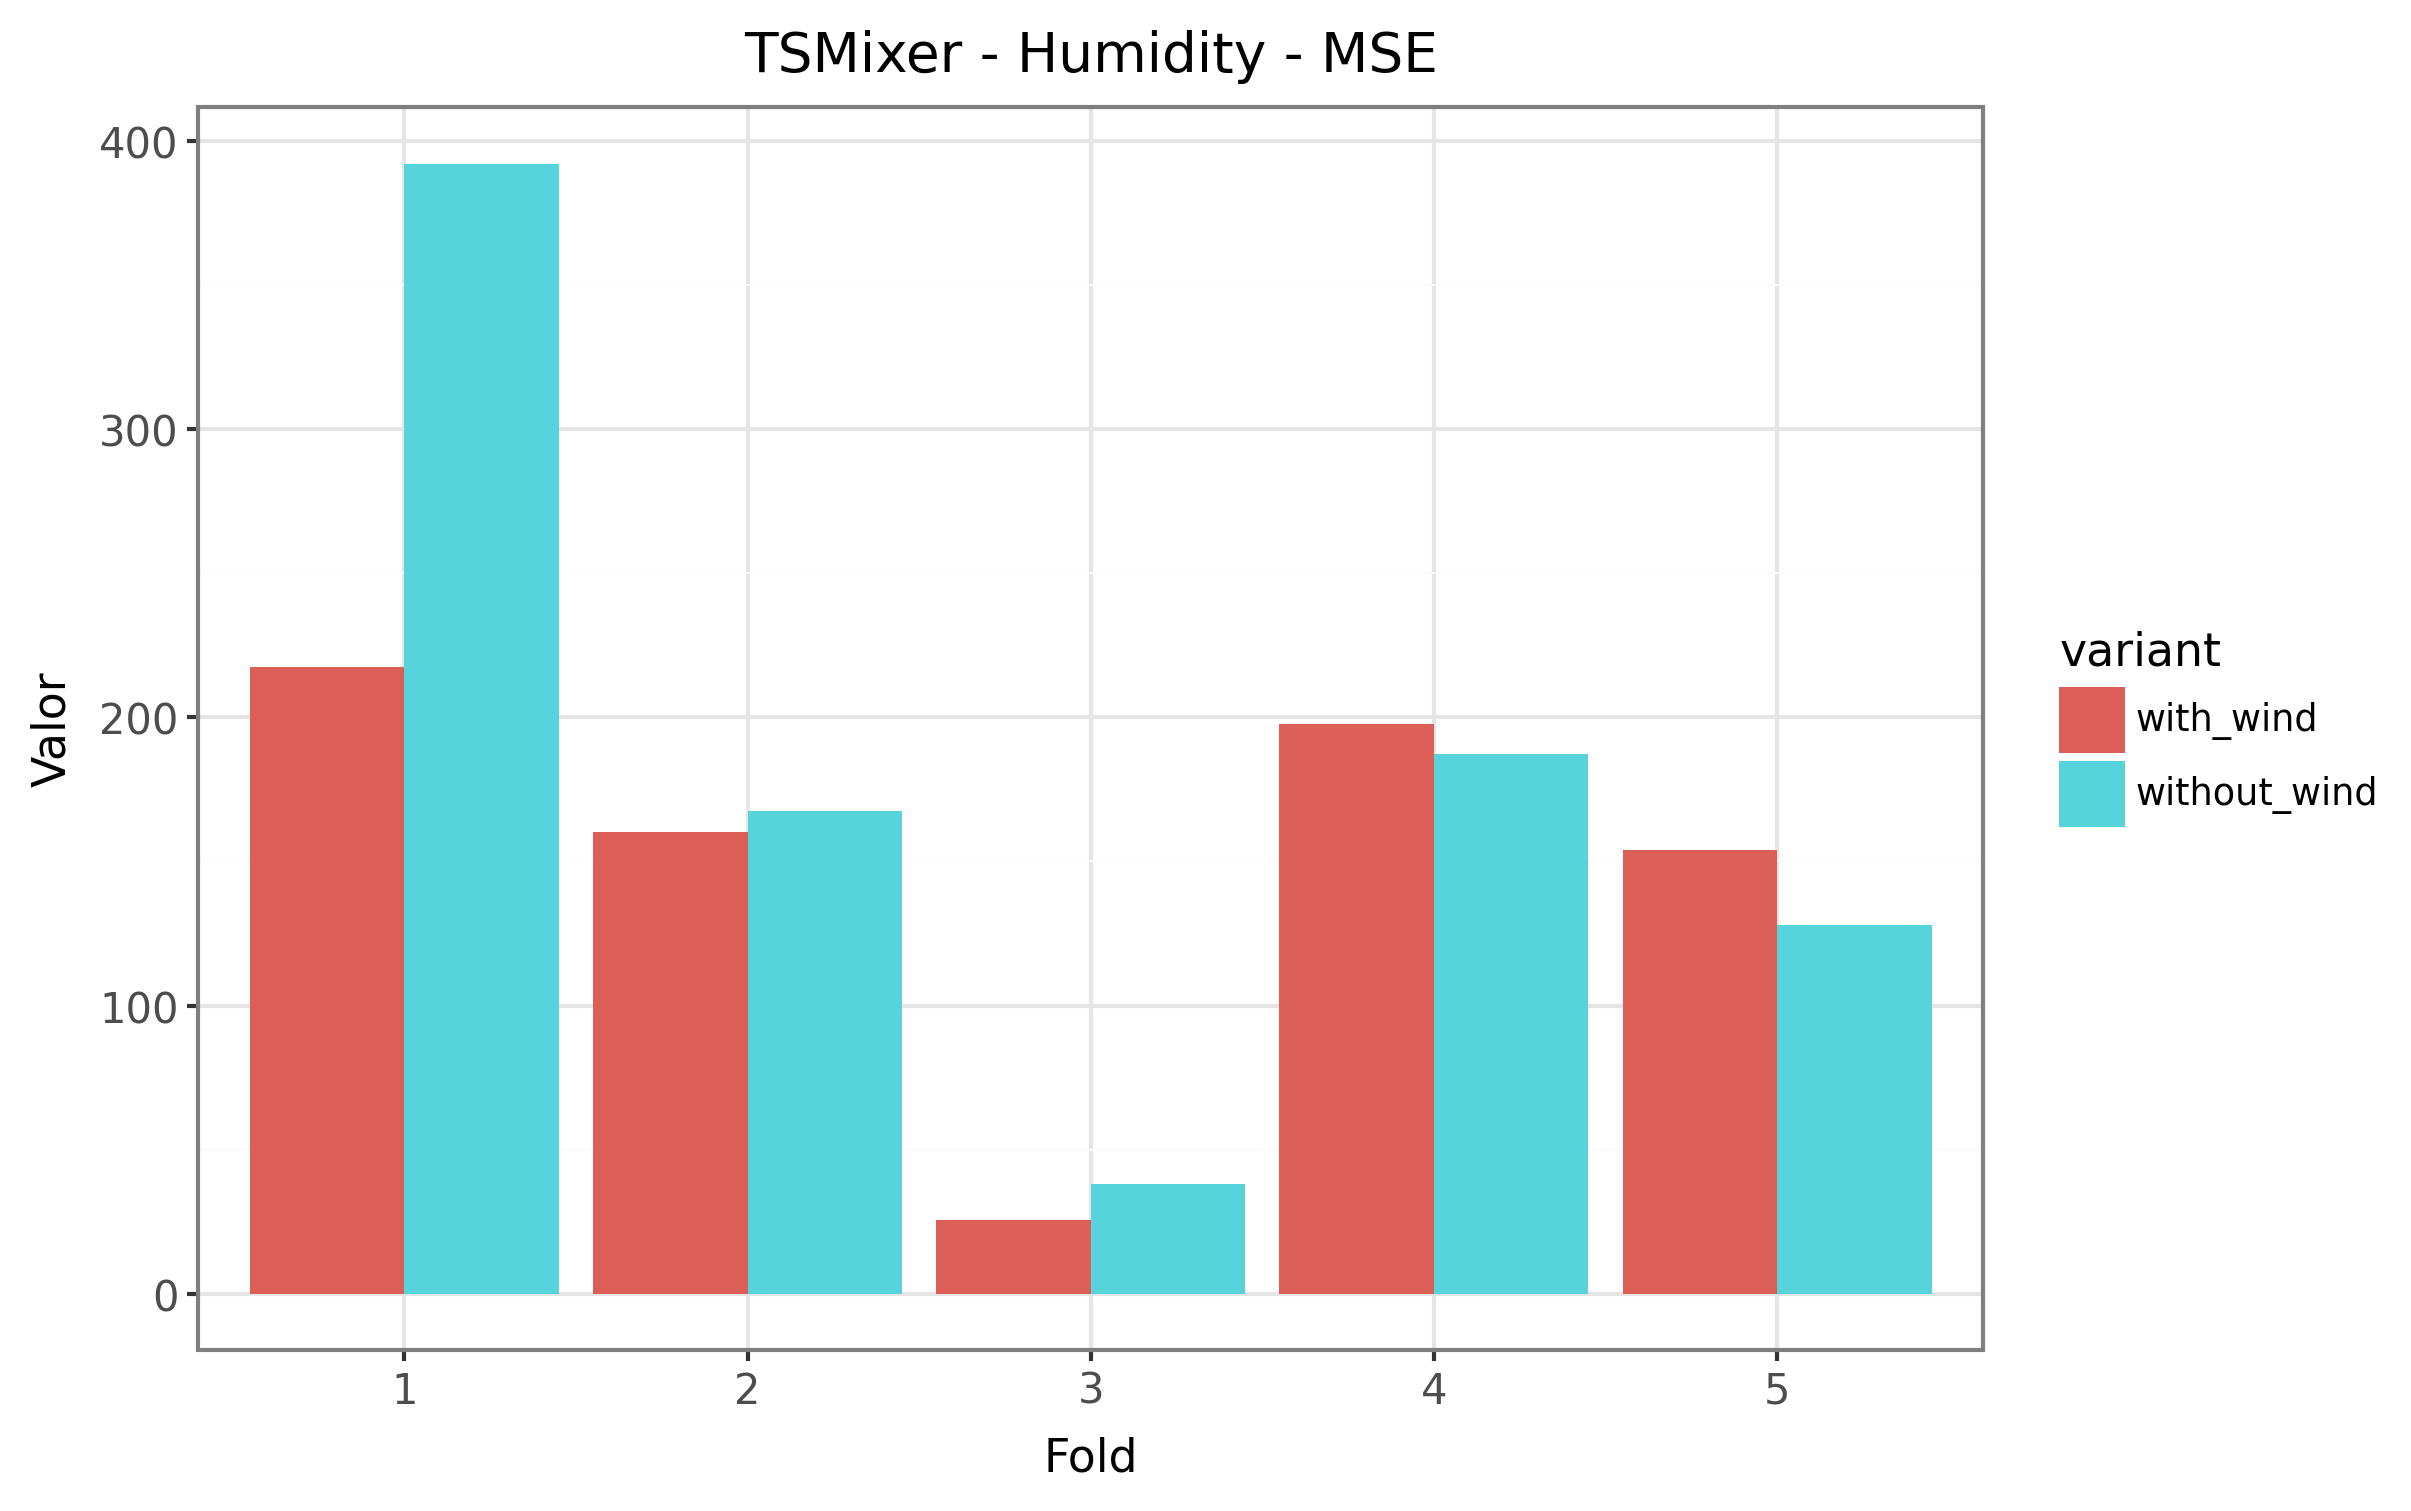 TSMixer - Humidity - MSE
400
300
200
100
0
Valor
1 2 3 4 5
Fold
variant
with_wind
without_wind